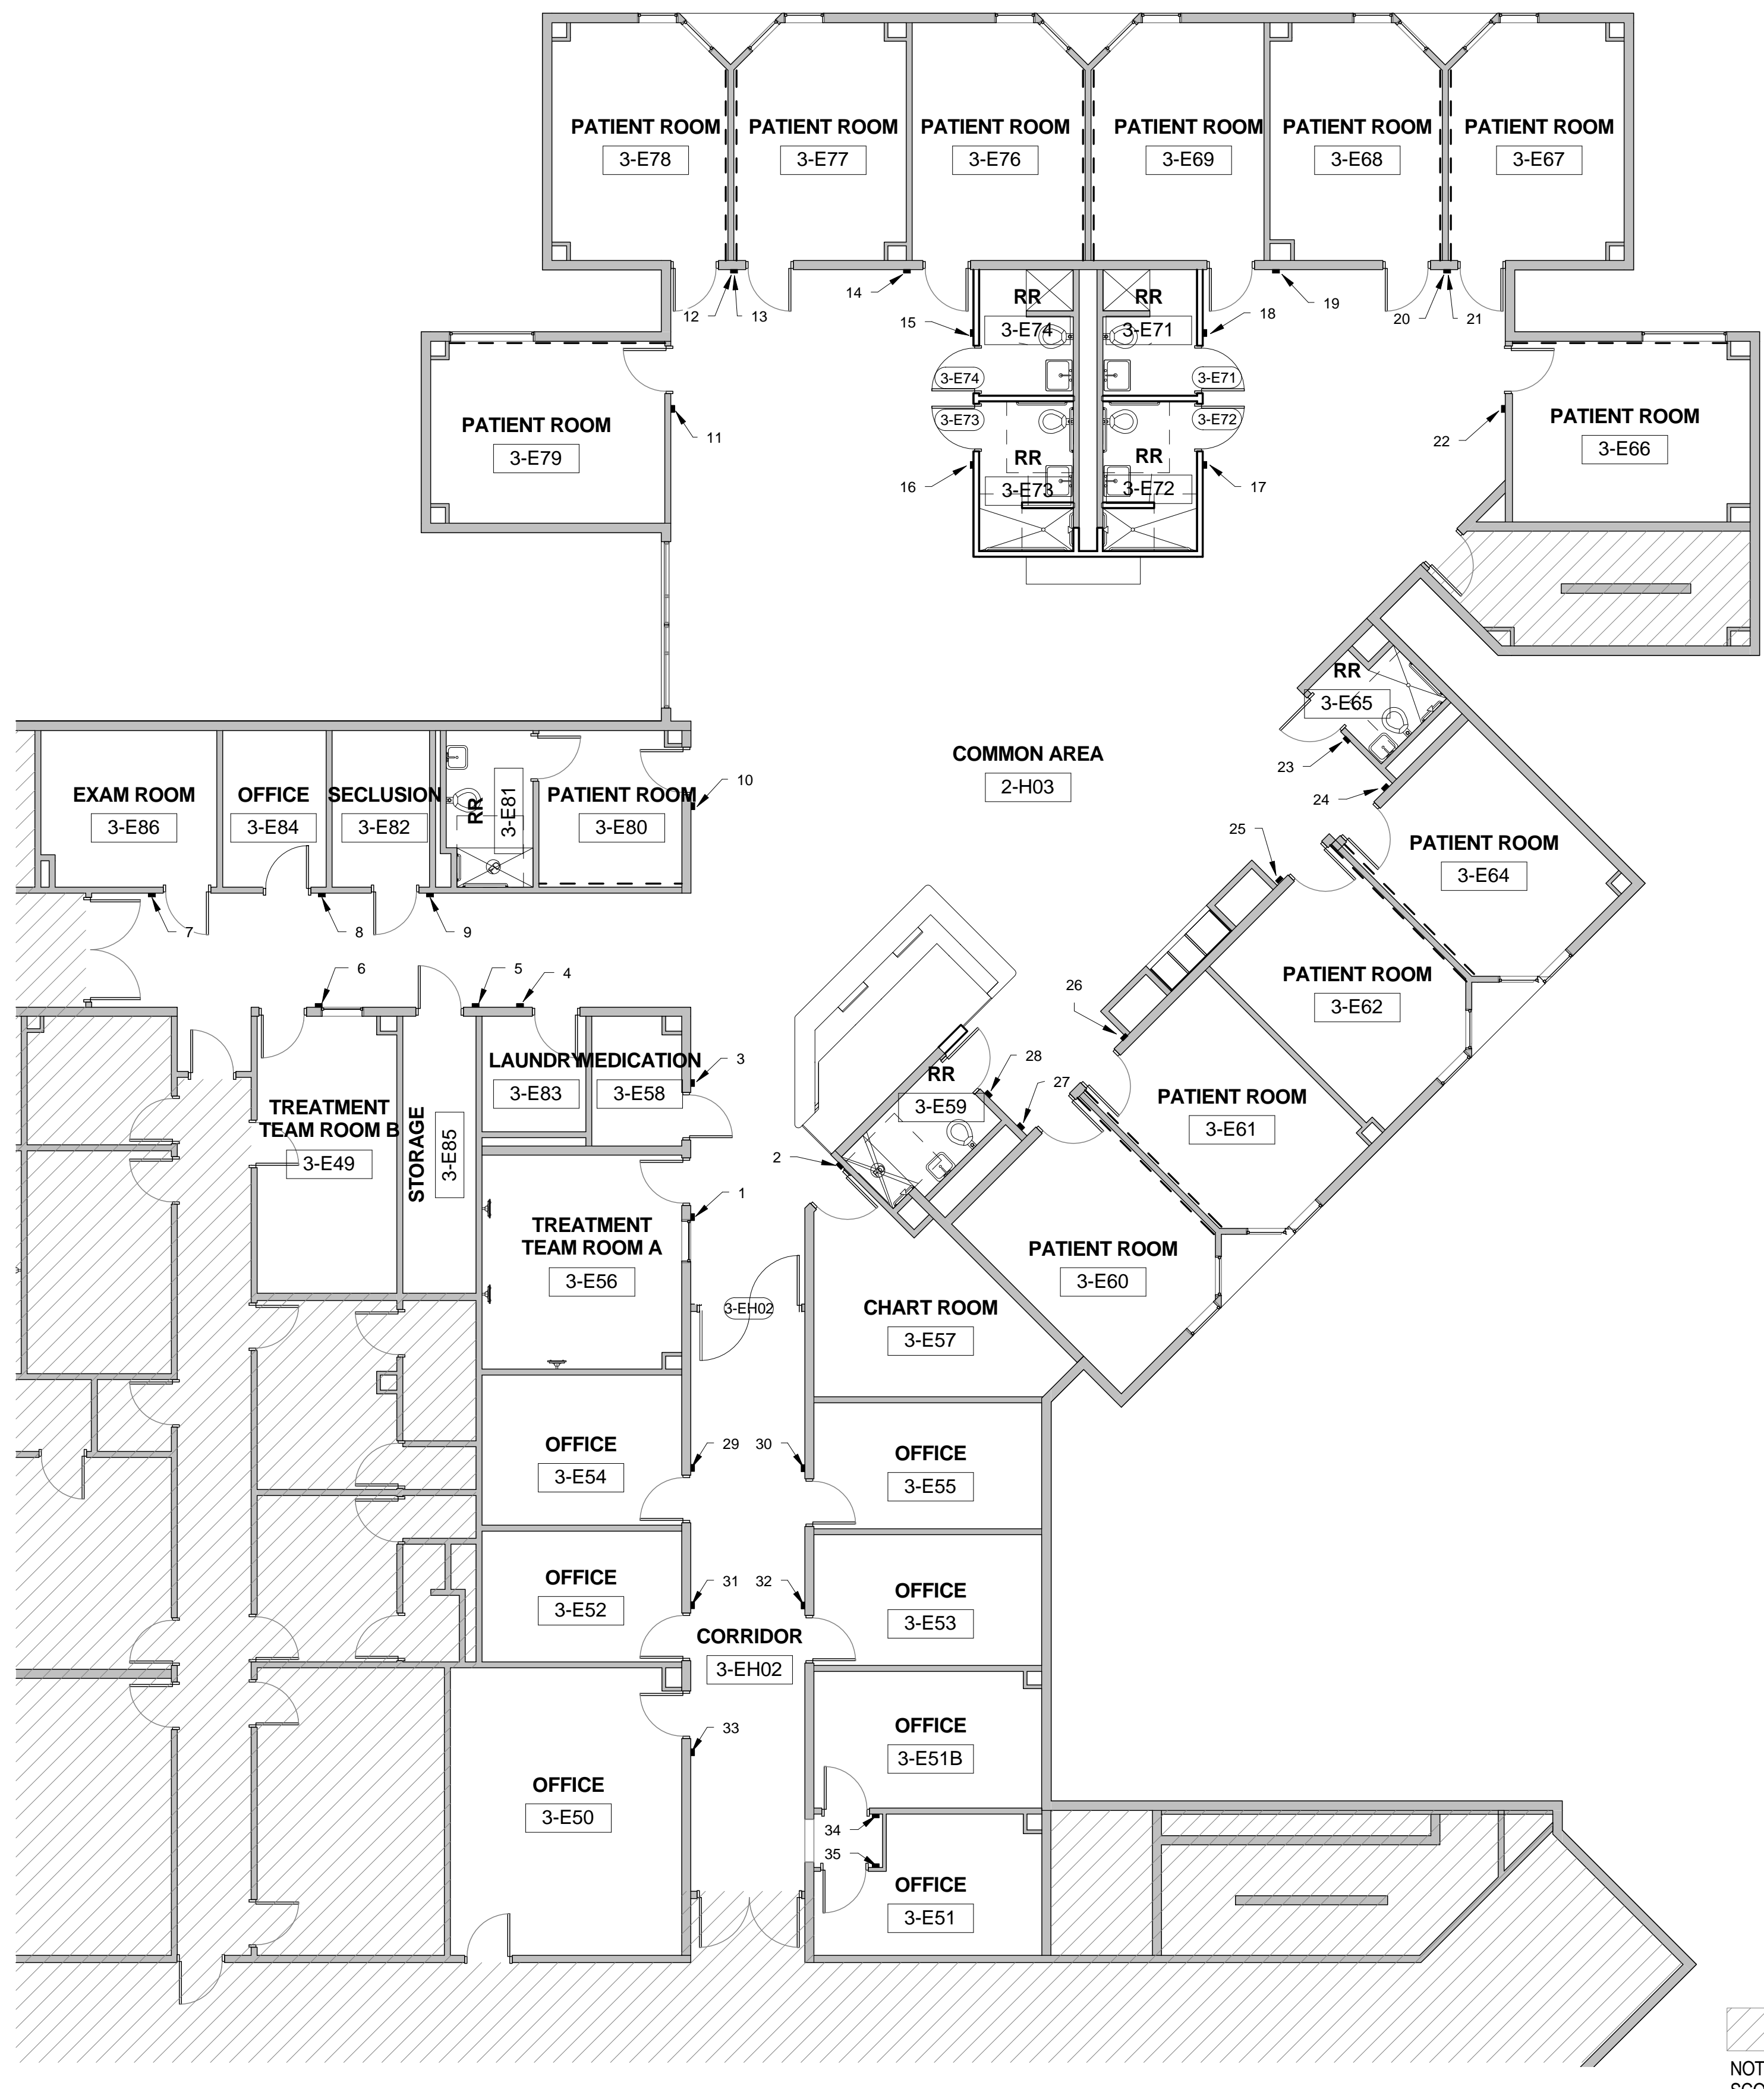 PATIENT ROOM
3-E78
PATIENT ROOM
3-E77
PATIENT ROOM
3-E76
PATIENT ROOM
3-E69
PATIENT ROOM
3-E68
PATIENT ROOM
3-E67
12
13
14
15
18
19
20
21
RR
3-E74
RR
3-E71
3-E74
3-E71
3-E73
3-E72
RR
3-E73
RR
3-E72
16
17
PATIENT ROOM
3-E79
11
22
PATIENT ROOM
3-E66
RR
3-E65
23
24
COMMON AREA
2-H03
EXAM ROOM
3-E86
OFFICE
3-E84
SECLUSION
3-E82
RR
3-E81
PATIENT ROOM
3-E80
10
7
8
9
25
PATIENT ROOM
3-E64
PATIENT ROOM
3-E62
26
6
5
4
LAUNDRY
3-E83
MEDICATION
3-E58
3
TREATMENT
TEAM ROOM B
3-E49
STORAGE
3-E85
RR
3-E59
28
27
PATIENT ROOM
3-E61
2
1
TREATMENT
TEAM ROOM A
3-E56
PATIENT ROOM
3-E60
3-EH02
CHART ROOM
3-E57
OFFICE
3-E54
29
30
OFFICE
3-E55
OFFICE
3-E52
31
32
OFFICE
3-E53
CORRIDOR
3-EH02
33
OFFICE
3-E51B
OFFICE
3-E50
34
35
OFFICE
3-E51
NOT